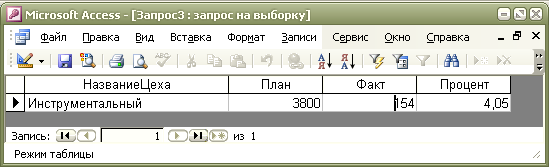 Microsoft Access - [Запрос3 : запрос на выборку]
Файл Правка Вид Вставка Формат Записи Сервис Окно Справка
НазваниеЦеха План Факт Процент
Инструментальный 3800 154 4,05
Запись: 1 из 1
Режим таблицы